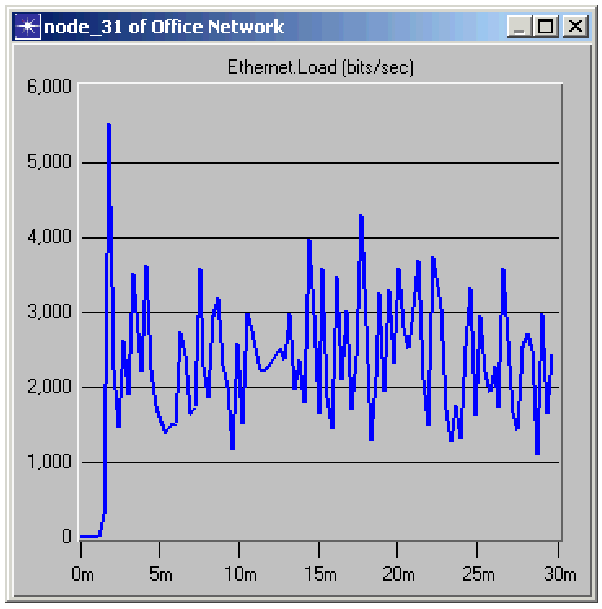 node_31 of Office Network
Ethernet.Load (bits/sec)
6,000
5,000
4,000
3,000
2,000
1,000
0
0m 5m 10m 15m 20m 25m 30m